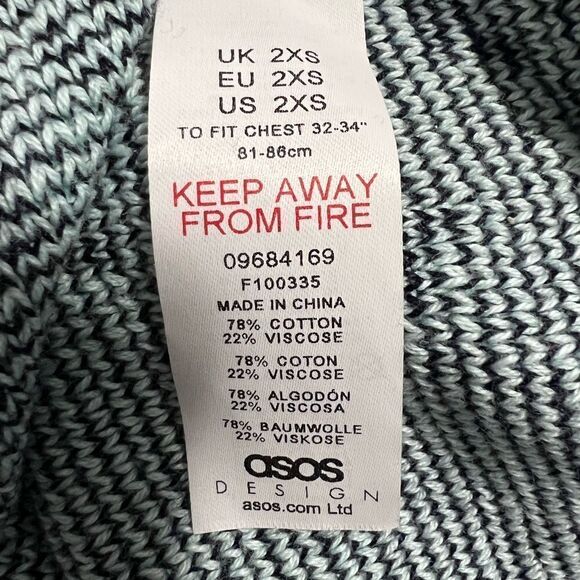 UK 2XS
EU 2XS
US 2XS
TO FIT CHEST 32-34"
81-86cm
KEEP AWAY
FROM FIRE
09684169
F100335
MADE IN CHINA
78% COTTON
22% VISCOSE
78% COTON
22% VISCOSE
78% ALGODÓN
22% VISCOSA
78% BAUMWOLLE
22% VISKOSE
asos
DESIGN
asos.com Ltd